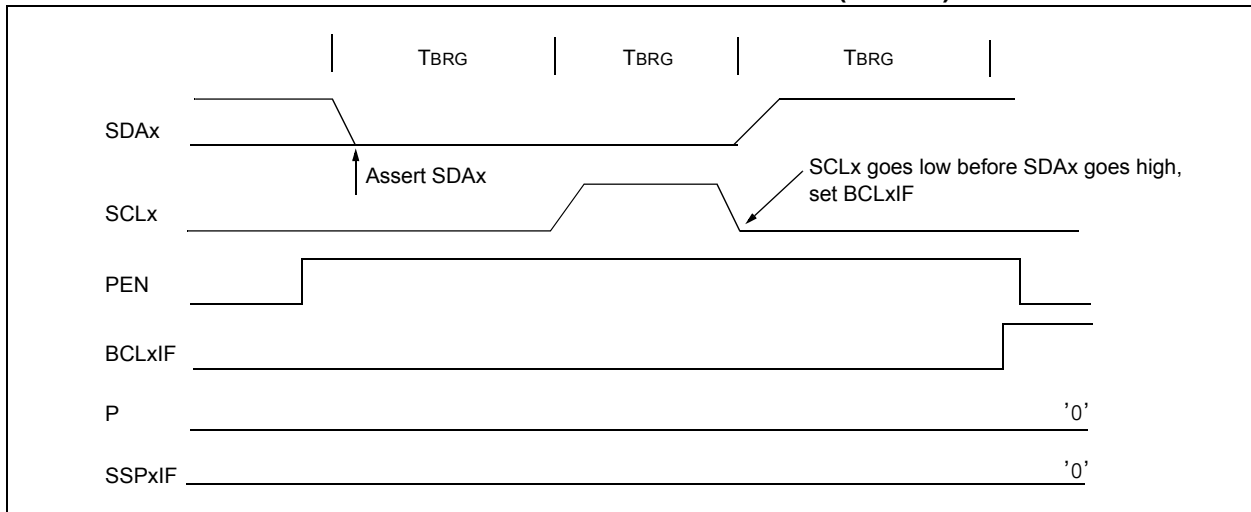 TBRG TBRG TBRG
SDAx
Assert SDAx
SCLx goes low before SDAx goes high,
set BCLxIF
SCLx
PEN
BCLxIF
P '0'
SSPxIF '0'